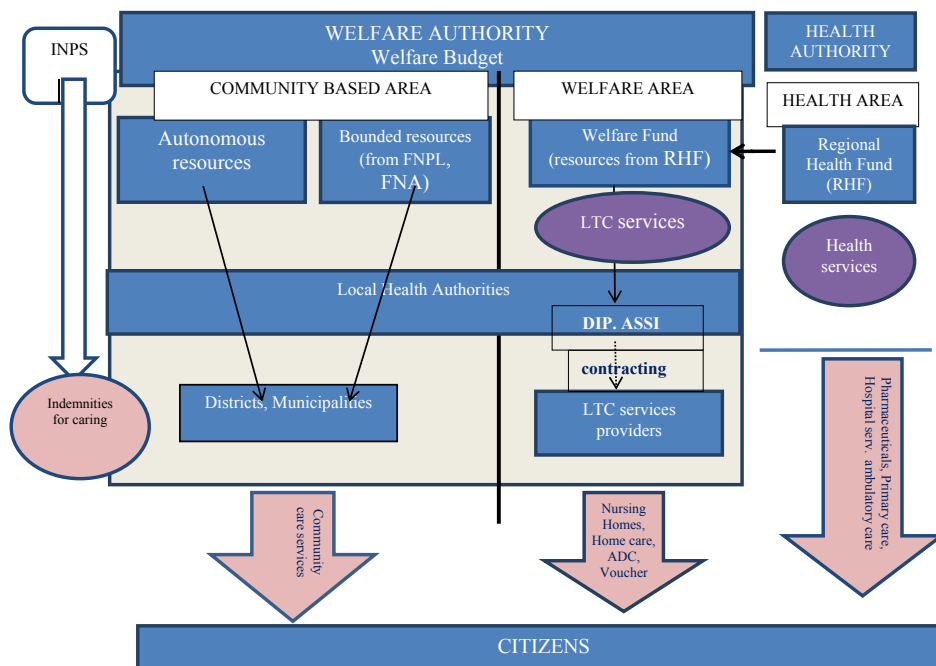 INPS
WELFARE AUTHORITY
Welfare Budget
HEALTH
AUTHORITY
COMMUNITY BASED AREA
WELFARE AREA
HEALTH AREA
Autonomous
resources
Bounded resources
(from FNPL,
FNA)
Welfare Fund
(resources from RHF)
Regional
Health Fund
(RHF)
LTC services
Health
services
Local Health Authorities
DIP. ASSI
contracting
Indemnities
for caring
Districts, Municipalities
LTC services
providers
Community
care services
Nursing
Homes,
Home care,
ADC,
Voucher
Pharmaceuticals, Primary care,
Hospital serv. ambulatory care
CITIZENS